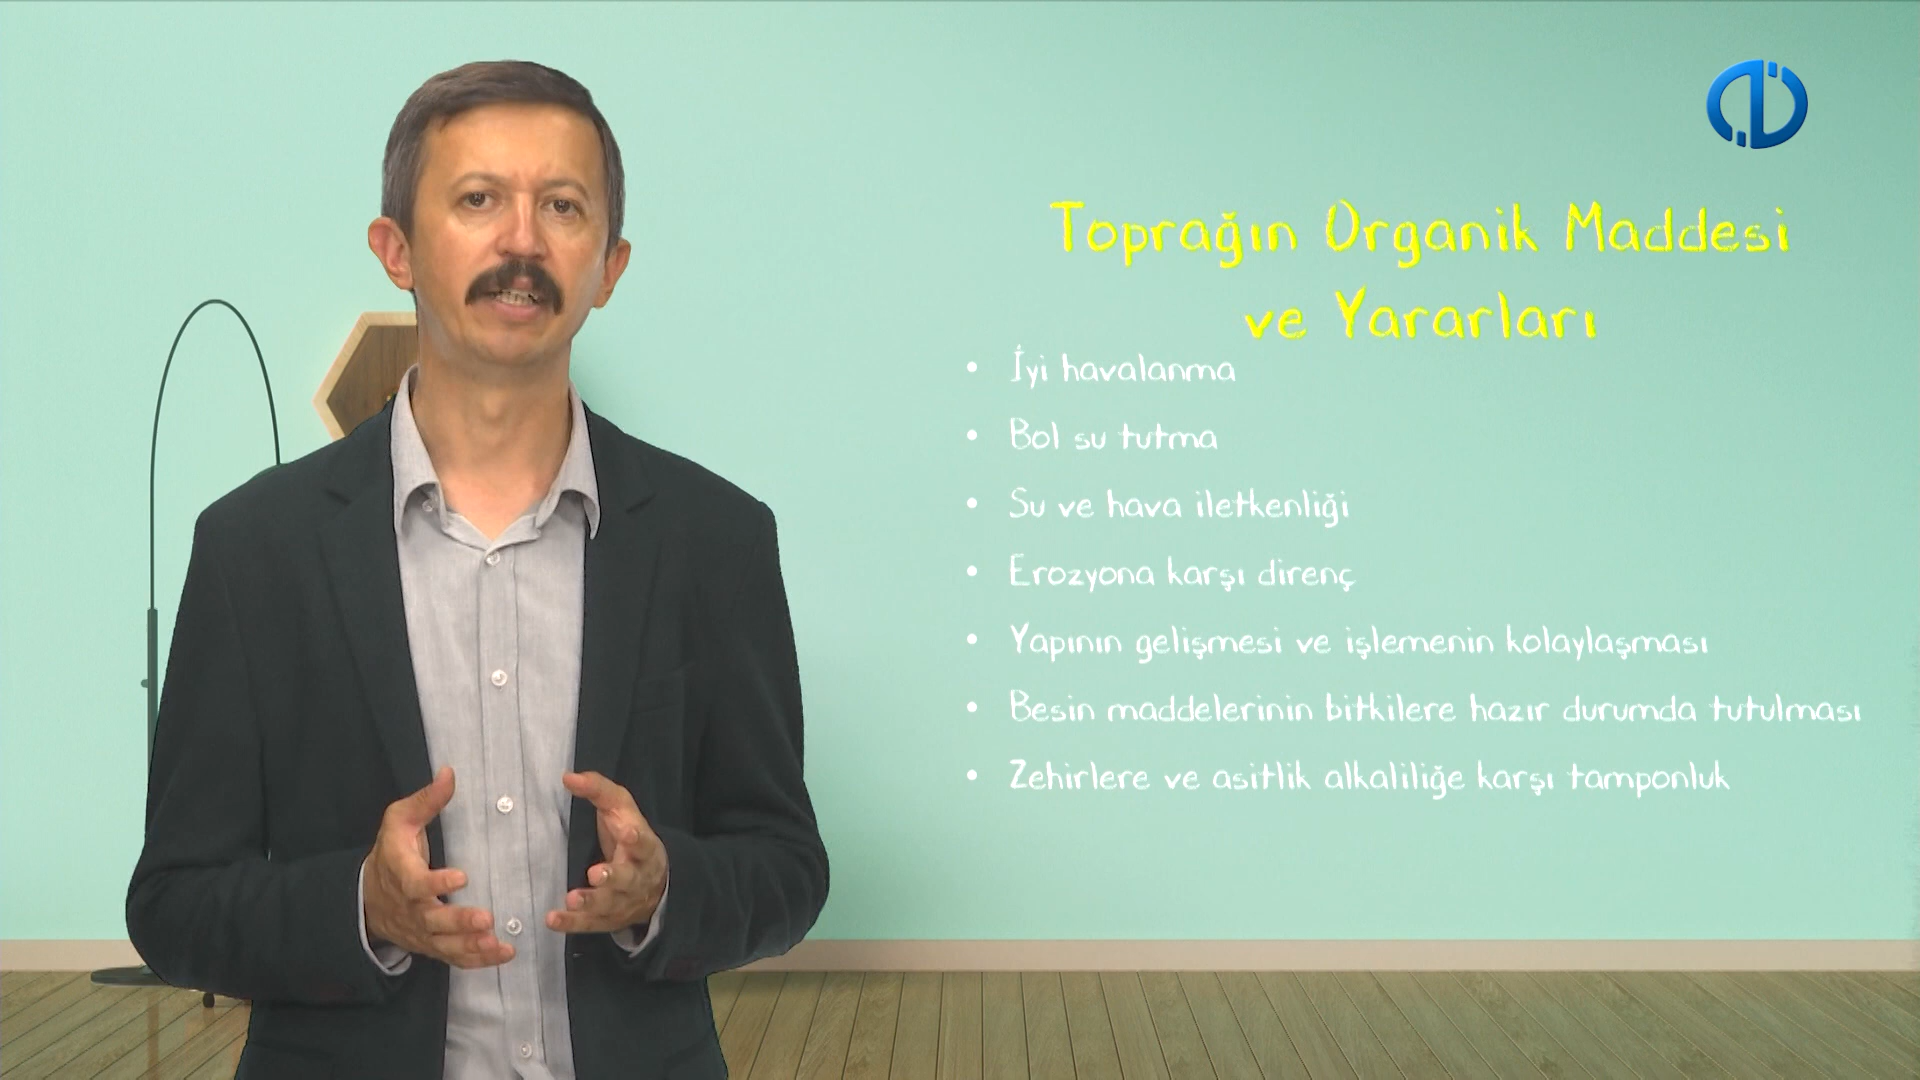 Toprağın Organik Maddesi
ve Yararları
• İyi havalanma
• Bol su tutma
• Su ve hava iletkenliği
• Erozyona karşı direnç
• Yapının gelişmesi ve işlemenin kolaylaşması
• Besin maddelerinin bitkilere hazır durumda tutulması
• Zehirlere ve asitlik alkaliliğe karşı tamponluk